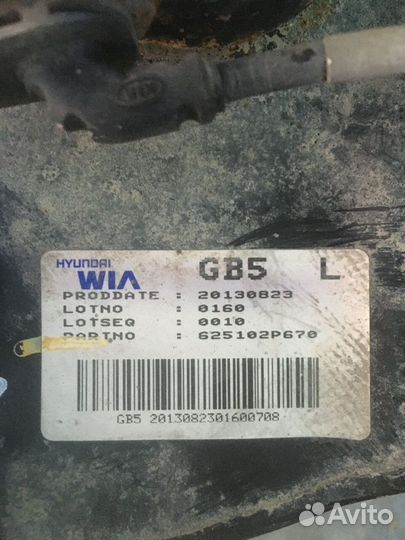 HYUNDAI
WIA GB5 L
PRODDATE : 20130823
LOTNO : 0160
LOTSEQ : 0010
PARTNO : 625102P670
GB5 2013082301600708
Avito